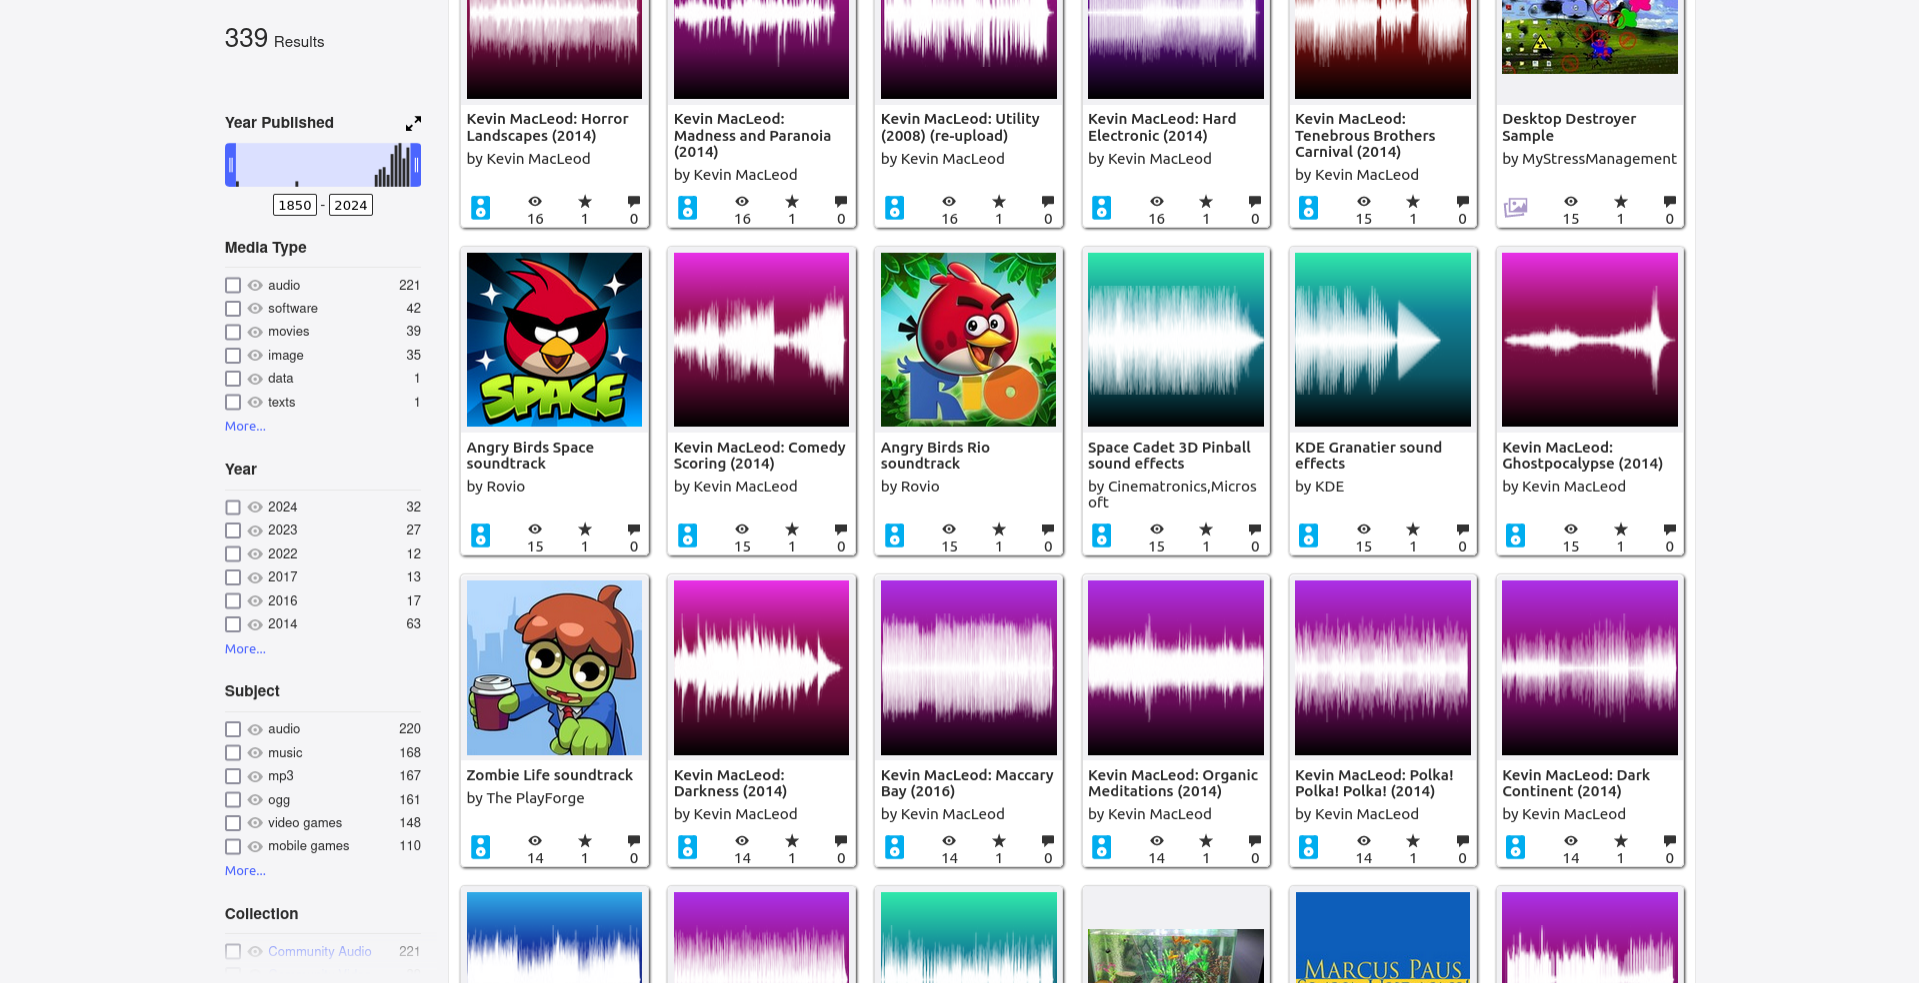 339 Results
Year Published
1850 - 2024
Media Type
audio 221
software 42
movies 39
image 35
data 1
texts 1
More...
Year
2024 32
2023 27
2022 12
2017 13
2016 17
2014 63
More...
Subject
audio 220
music 168
mp3 167
ogg 161
video games 148
mobile games 110
More...
Collection
Community Audio 221
Kevin MacLeod: Horror
Landscapes (2014)
by Kevin MacLeod
16 1 0
Kevin MacLeod:
Madness and Paranoia
(2014)
by Kevin MacLeod
16 1 0
Kevin MacLeod: Utility
(2008) (re-upload)
by Kevin MacLeod
16 1 0
Kevin MacLeod: Hard
Electronic (2014)
by Kevin MacLeod
16 1 0
Kevin MacLeod:
Tenebrous Brothers
Carnival (2014)
by Kevin MacLeod
15 1 0
Desktop Destroyer
Sample
by MyStressManagement
15 1 0
SPACE
Angry Birds Space
soundtrack
by Rovio
15 1 0
Kevin MacLeod: Comedy
Scoring (2014)
by Kevin MacLeod
15 1 0
RIO
Angry Birds Rio
soundtrack
by Rovio
15 1 0
Space Cadet 3D Pinball
sound effects
by Cinematronics,Micros
oft
15 1 0
KDE Granatier sound
effects
by KDE
15 1 0
Kevin MacLeod:
Ghostpocalypse (2014)
by Kevin MacLeod
15 1 0
Zombie Life soundtrack
by The PlayForge
14 1 0
Kevin MacLeod:
Darkness (2014)
by Kevin MacLeod
14 1 0
Kevin MacLeod: Maccary
Bay (2016)
by Kevin MacLeod
14 1 0
Kevin MacLeod: Organic
Meditations (2014)
by Kevin MacLeod
14 1 0
Kevin MacLeod: Polka!
Polka! Polka! (2014)
by Kevin MacLeod
14 1 0
Kevin MacLeod: Dark
Continent (2014)
by Kevin MacLeod
14 1 0
MARCUS PAUS